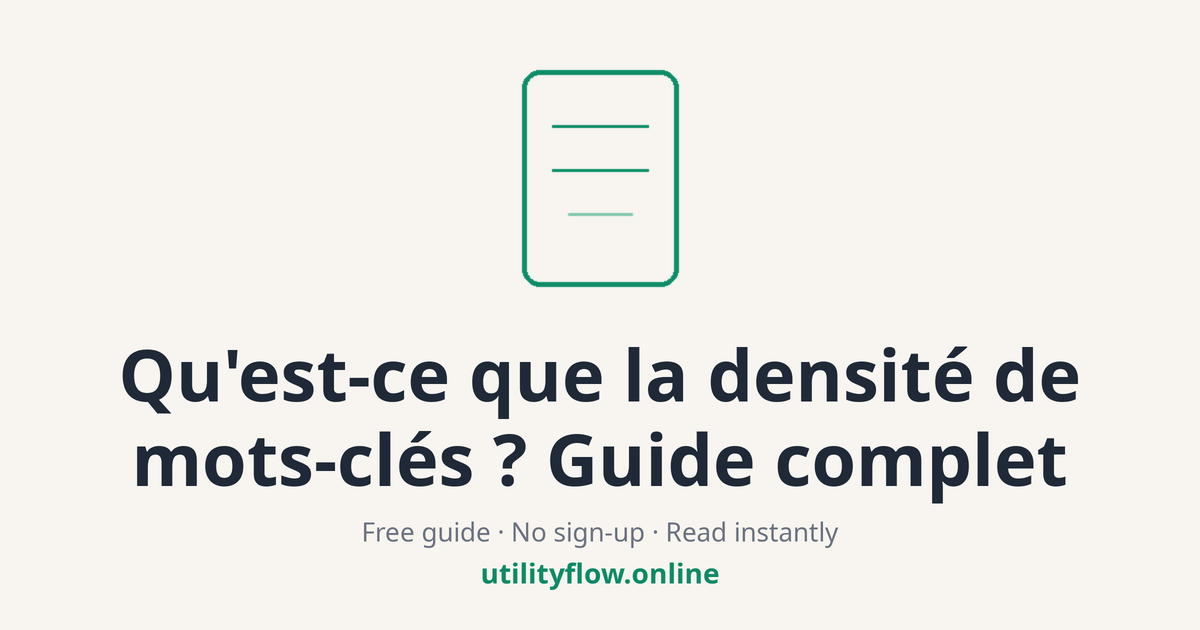 Qu'est-ce que la densité de
mots-clés ? Guide complet
Free guide · No sign-up · Read instantly
utilityflow.online